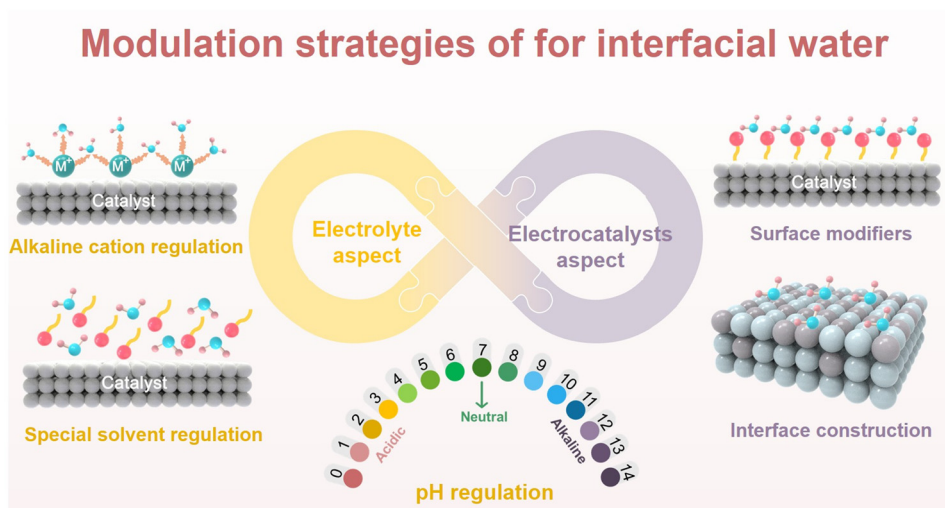 Modulation strategies of for interfacial water
M+
M+
M+
Catalyst
Alkaline cation regulation
Catalyst
Special solvent regulation
Electrolyte
aspect
Electrocatalysts
aspect
Catalyst
Surface modifiers
Interface construction
0
1
2
3
4
5
6
7
8
9
10
11
12
13
14
Acidic
Neutral
Alkaline
pH regulation